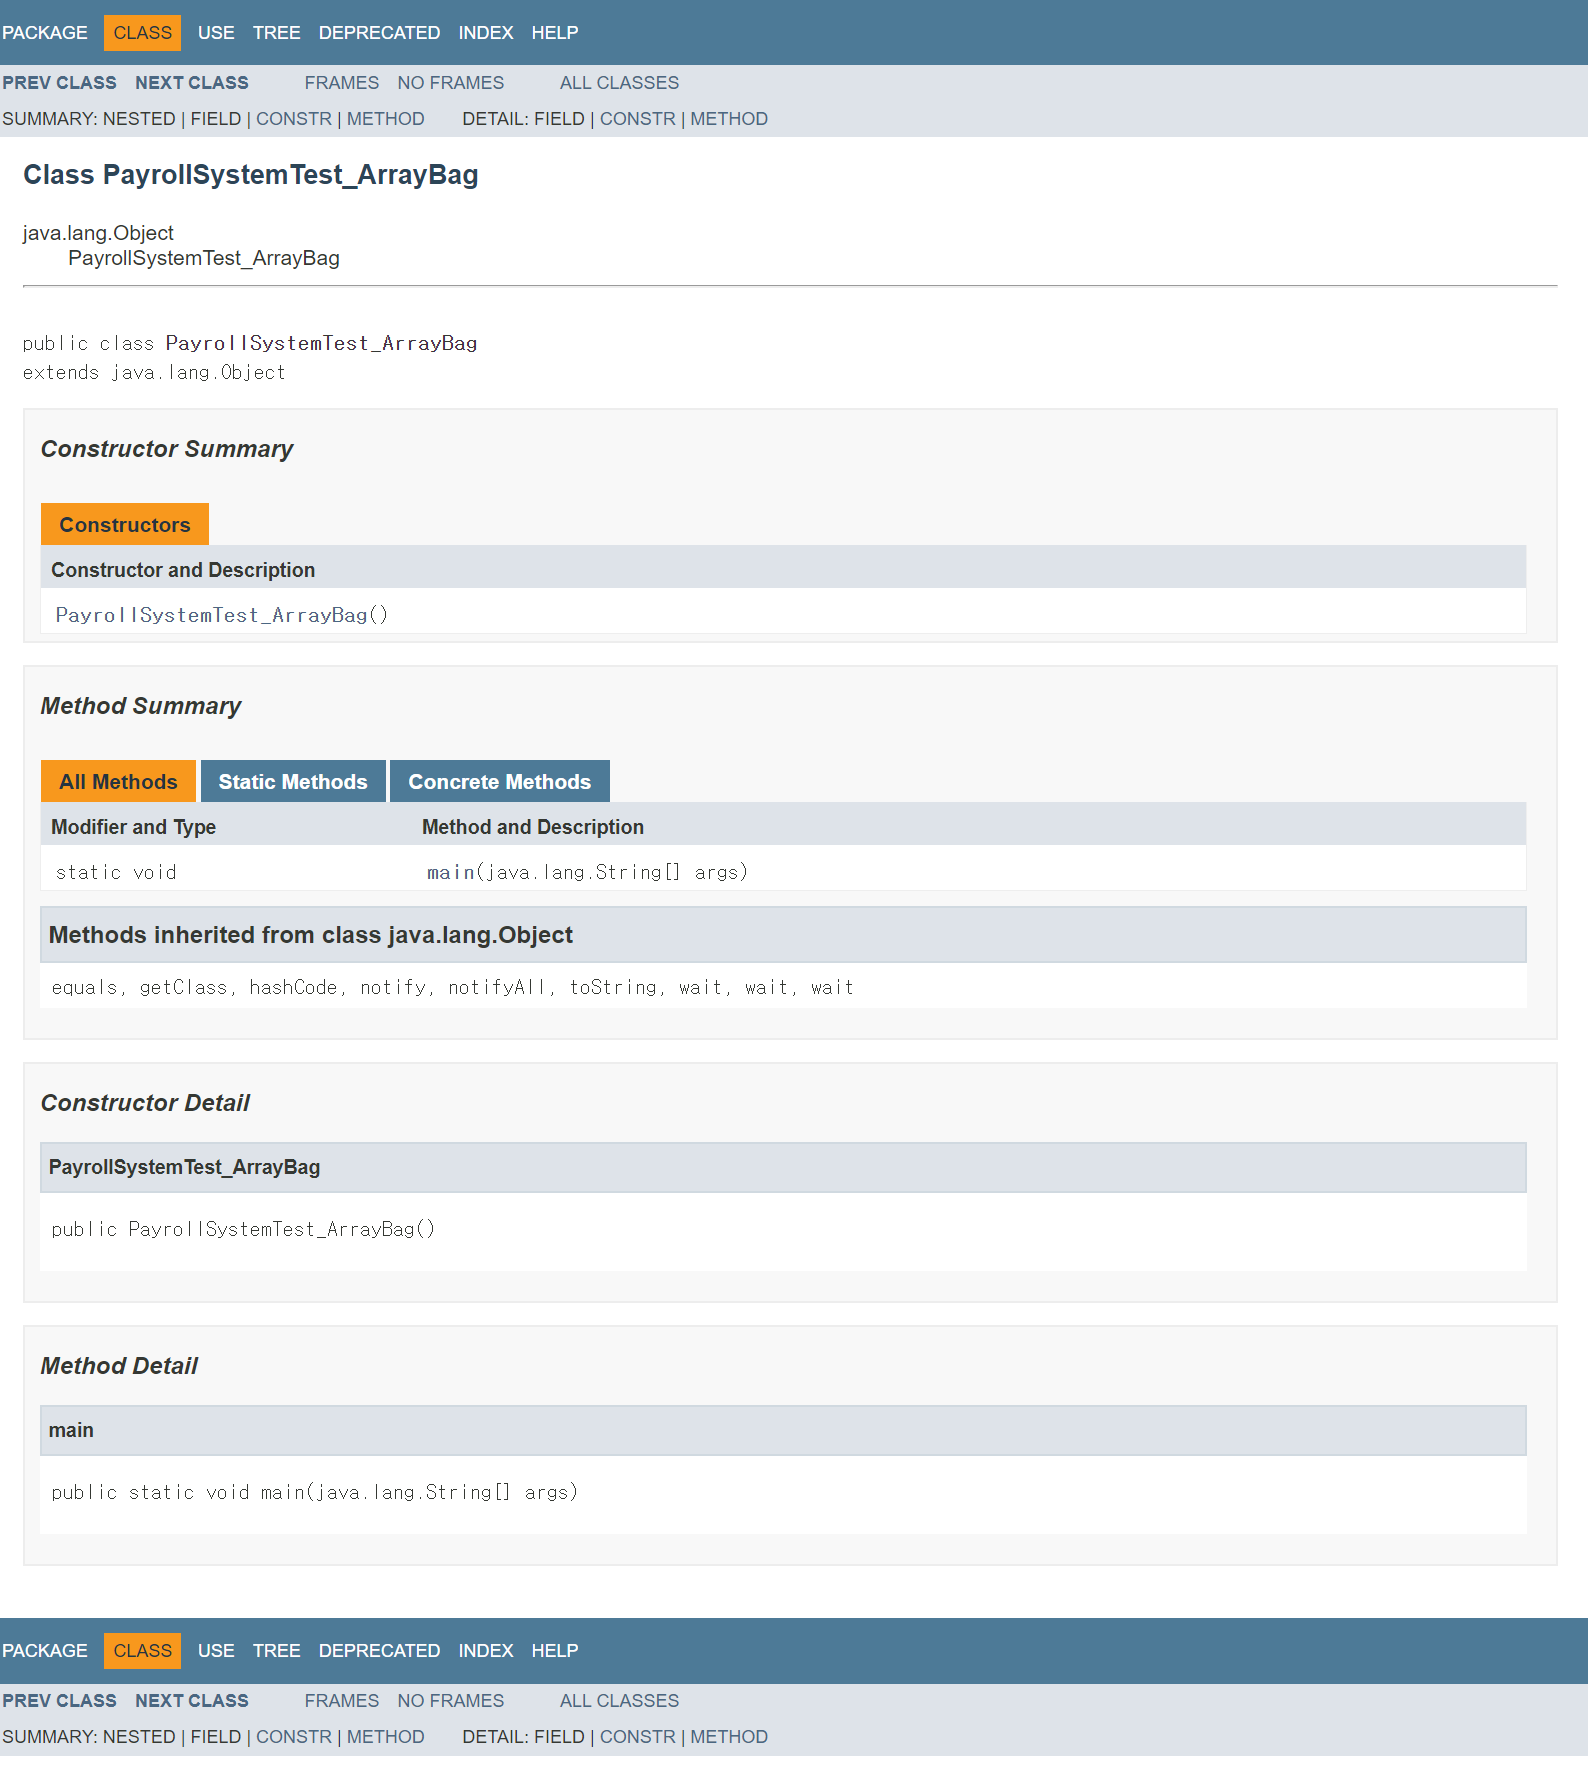 PACKAGE CLASS USE TREE DEPRECATED INDEX HELP
PREV CLASS NEXT CLASS FRAMES NO FRAMES ALL CLASSES
SUMMARY: NESTED | FIELD | CONSTR | METHOD DETAIL: FIELD | CONSTR | METHOD
Class PayrollSystemTest_ArrayBag
java.lang.Object
PayrollSystemTest_ArrayBag
public class PayrollSystemTest_ArrayBag
extends java.lang.Object
Constructor Summary
Constructors
Constructor and Description
PayrollSystemTest_ArrayBag()
Method Summary
All Methods Static Methods Concrete Methods
Modifier and Type Method and Description
static void main(java.lang.String[] args)
Methods inherited from class java.lang.Object
equals, getClass, hashCode, notify, notifyAll, toString, wait, wait, wait
Constructor Detail
PayrollSystemTest_ArrayBag
public PayrollSystemTest_ArrayBag()
Method Detail
main
public static void main(java.lang.String[] args)
PACKAGE CLASS USE TREE DEPRECATED INDEX HELP
PREV CLASS NEXT CLASS FRAMES NO FRAMES ALL CLASSES
SUMMARY: NESTED | FIELD | CONSTR | METHOD DETAIL: FIELD | CONSTR | METHOD